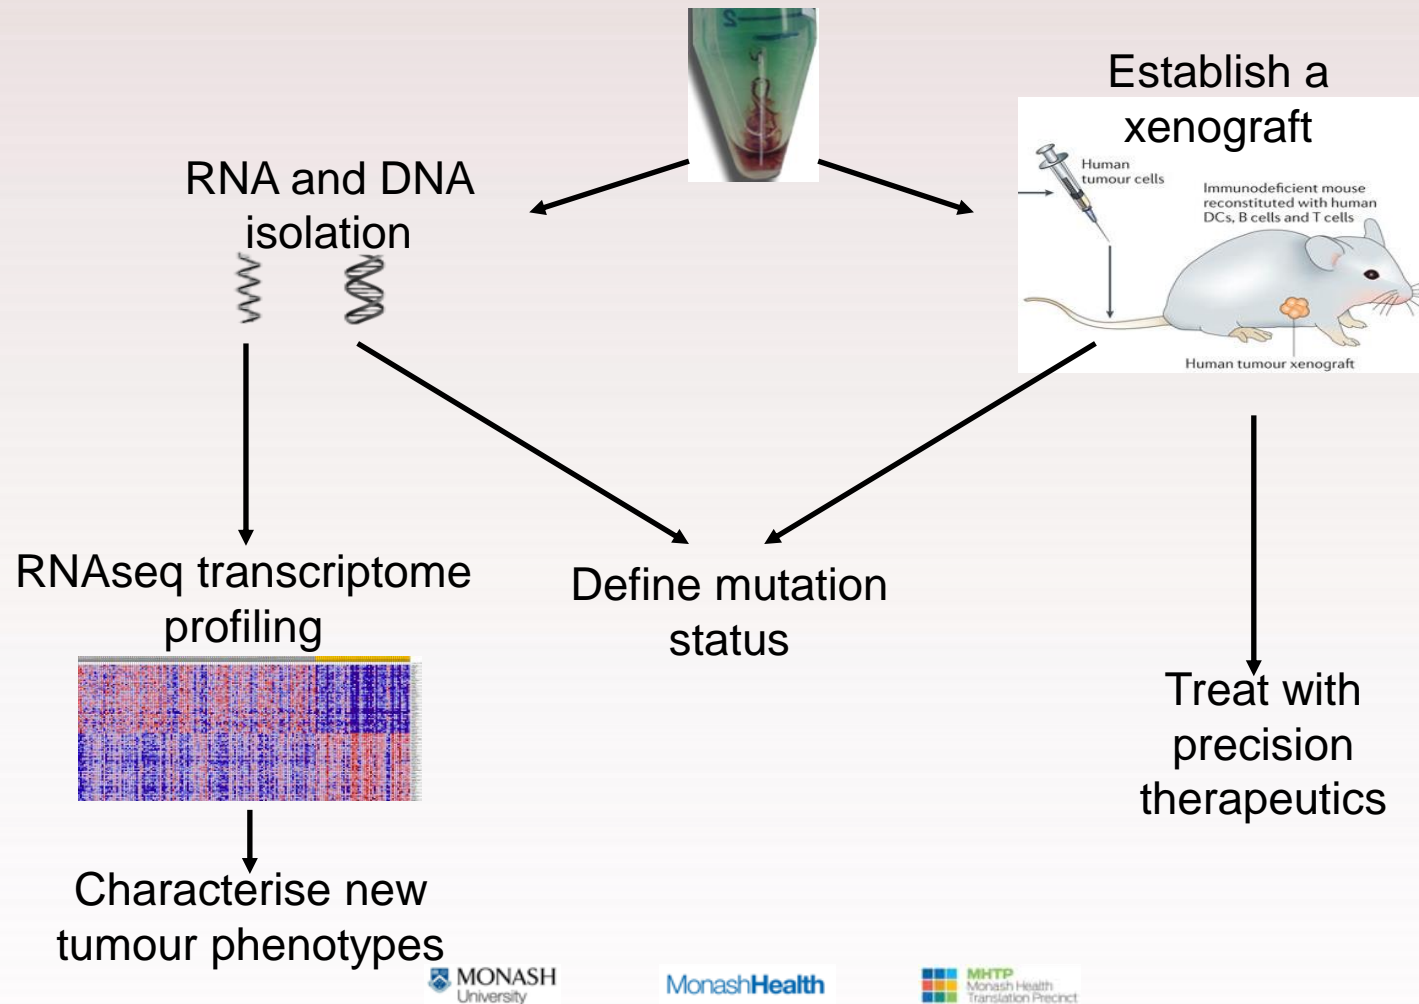 Establish a
xenograft
Human
tumour cells
Immunodeficient mouse
reconstituted with human
DCs, B cells and T cells
Human tumour xenograft
RNA and DNA
isolation
RNAseq transcriptome
profiling
Define mutation
status
Treat with
precision
therapeutics
Characterise new
tumour phenotypes
MONASH
University
MonashHealth
MHTP
Monash Health
Translation Precinct